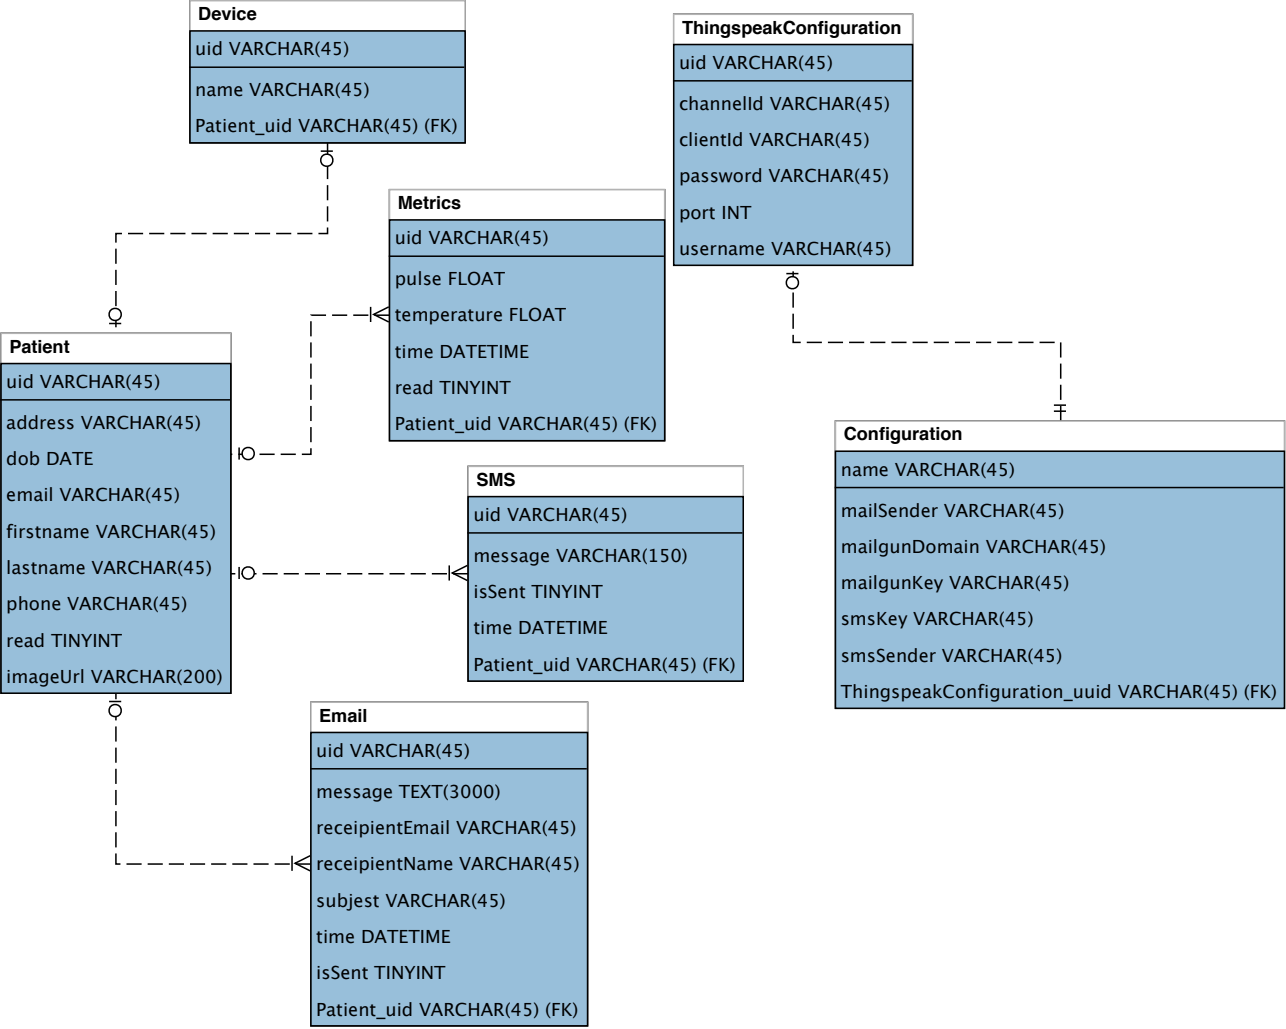 Device
uid VARCHAR(45)
name VARCHAR(45)
Patient_uid VARCHAR(45) (FK)
ThingspeakConfiguration
uid VARCHAR(45)
channelId VARCHAR(45)
clientId VARCHAR(45)
password VARCHAR(45)
port INT
username VARCHAR(45)
Metrics
uid VARCHAR(45)
pulse FLOAT
temperature FLOAT
time DATETIME
read TINYINT
Patient_uid VARCHAR(45) (FK)
Patient
uid VARCHAR(45)
address VARCHAR(45)
dob DATE
email VARCHAR(45)
firstname VARCHAR(45)
lastname VARCHAR(45)
phone VARCHAR(45)
read TINYINT
imageUrl VARCHAR(200)
SMS
uid VARCHAR(45)
message VARCHAR(150)
isSent TINYINT
time DATETIME
Patient_uid VARCHAR(45) (FK)
Configuration
name VARCHAR(45)
mailSender VARCHAR(45)
mailgunDomain VARCHAR(45)
mailgunKey VARCHAR(45)
smsKey VARCHAR(45)
smsSender VARCHAR(45)
ThingspeakConfiguration_uuid VARCHAR(45) (FK)
Email
uid VARCHAR(45)
message TEXT(3000)
receipientEmail VARCHAR(45)
receipientName VARCHAR(45)
subjest VARCHAR(45)
time DATETIME
isSent TINYINT
Patient_uid VARCHAR(45) (FK)